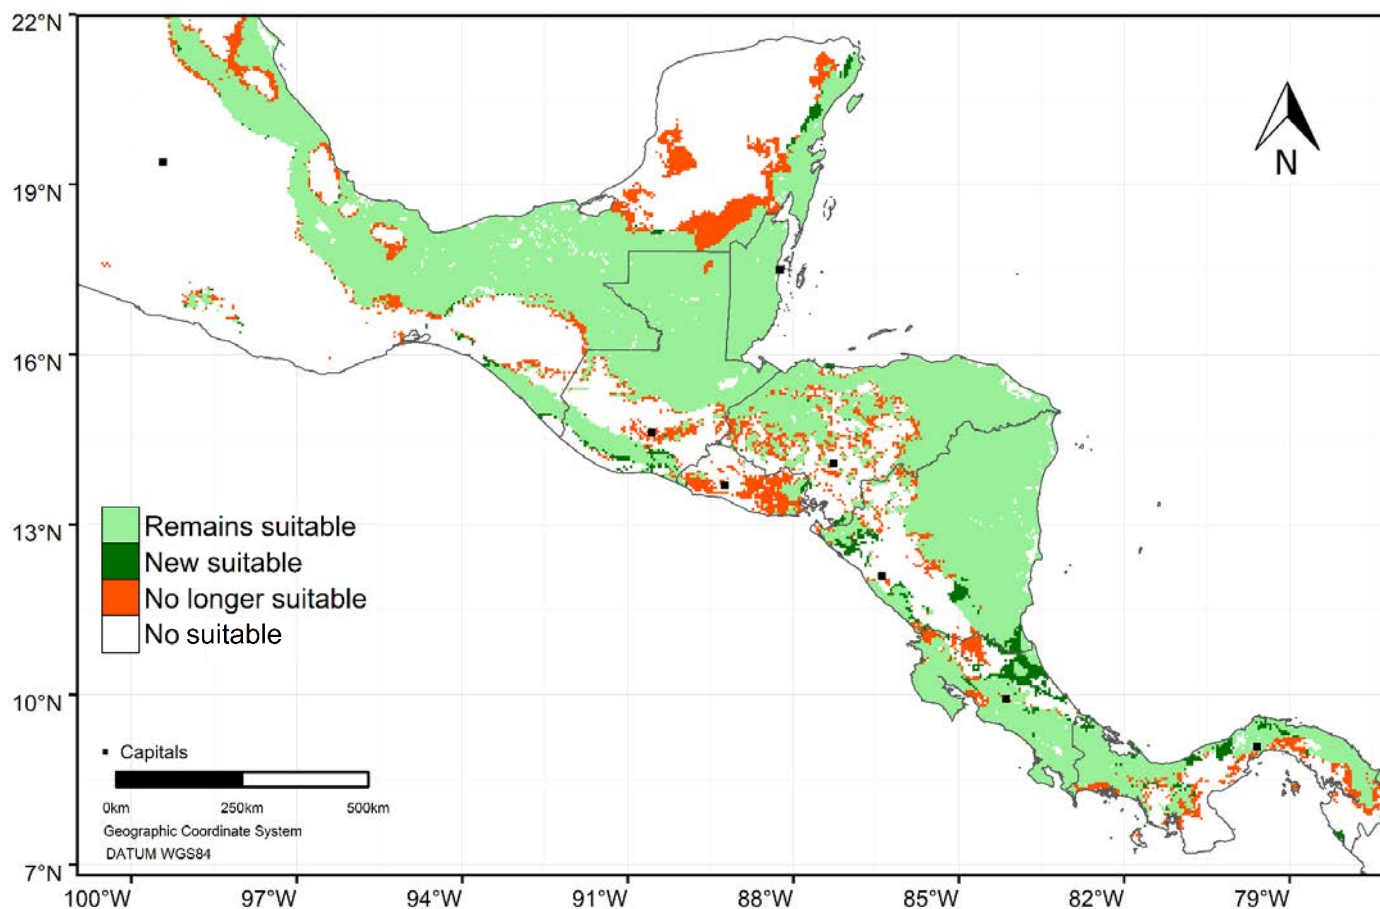 22°N
19°N
16°N
13°N
10°N
7°N
N
Remains suitable
New suitable
No longer suitable
No suitable
Capitals
0km 250km 500km
Geographic Coordinate System
DATUM WGS84
100°W 97°W 94°W 91°W 88°W 85°W 82°W 79°W